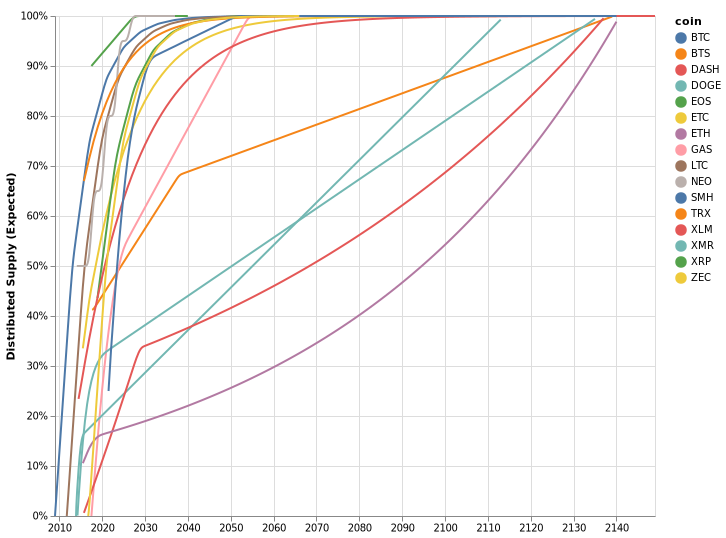 100%
90%
80%
70%
60%
50%
40%
30%
20%
10%
0%
Distributed Supply (Expected)
2010 2020 2030 2040 2050 2060 2070 2080 2090 2100 2110 2120 2130 2140
coin
BTC
BTS
DASH
DOGE
EOS
ETC
ETH
GAS
LTC
NEO
SMH
TRX
XLM
XMR
XRP
ZEC